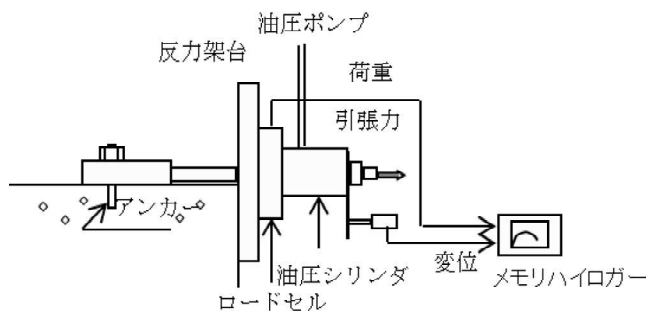 油圧ポンプ
反力架台
荷重
引張力
アンカー
油圧シリンダ
変位
メモリハイロガー
ロードセル